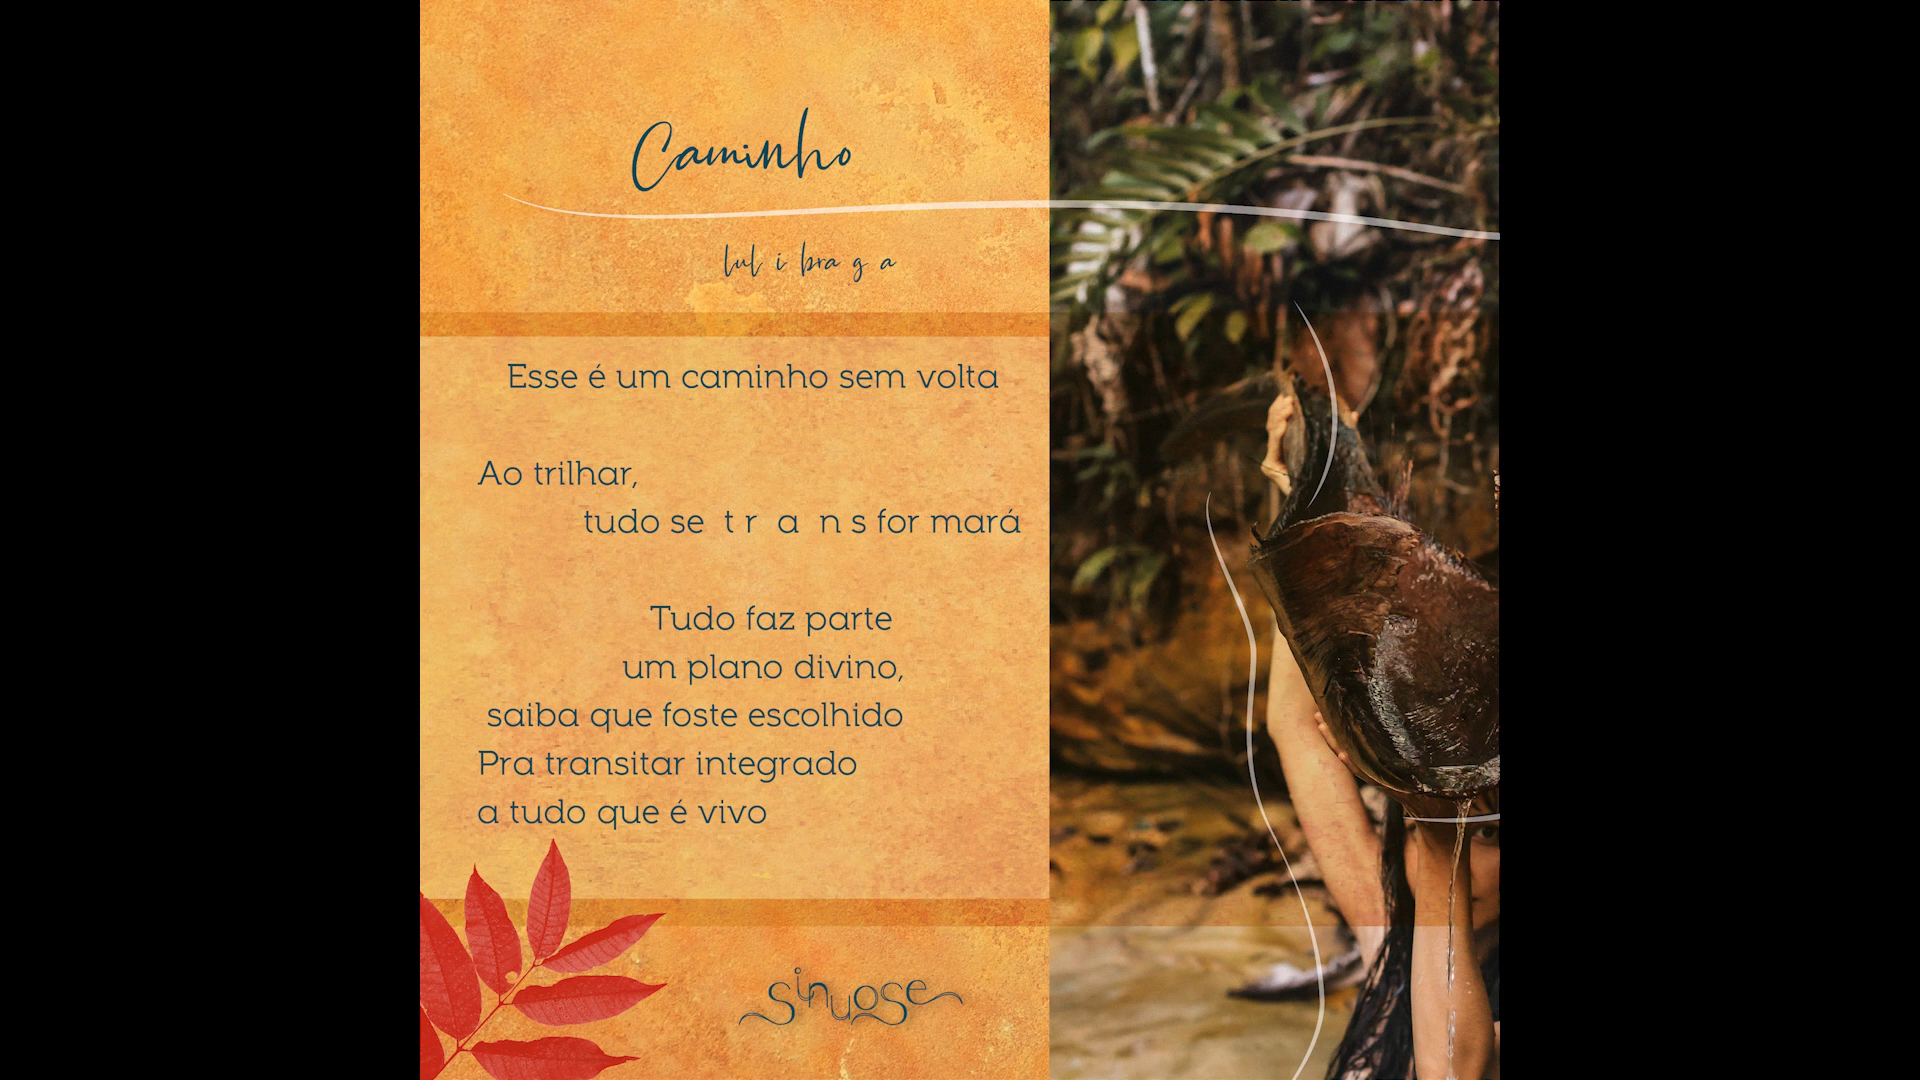 Caminho
lul i bra g a
Esse é um caminho sem volta
Ao trilhar,
tudo se t r a n s for mará
Tudo faz parte
um plano divino,
saiba que foste escolhido
Pra transitar integrado
a tudo que é vivo
sinuose